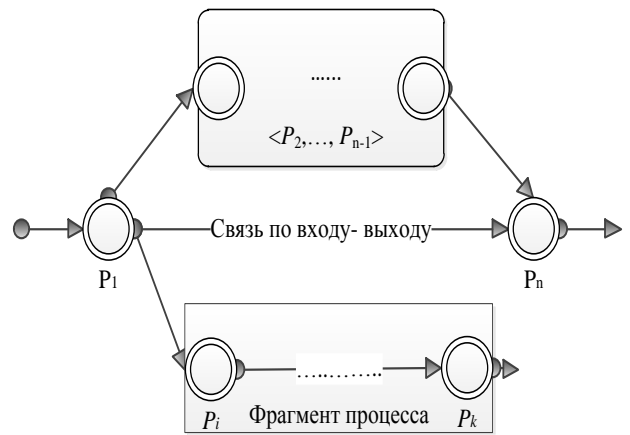 ......
<P2,…, Pn-1>
Связь по входу- выходу
P1
Pn
…..……..
Pi
Фрагмент процесса
Pk